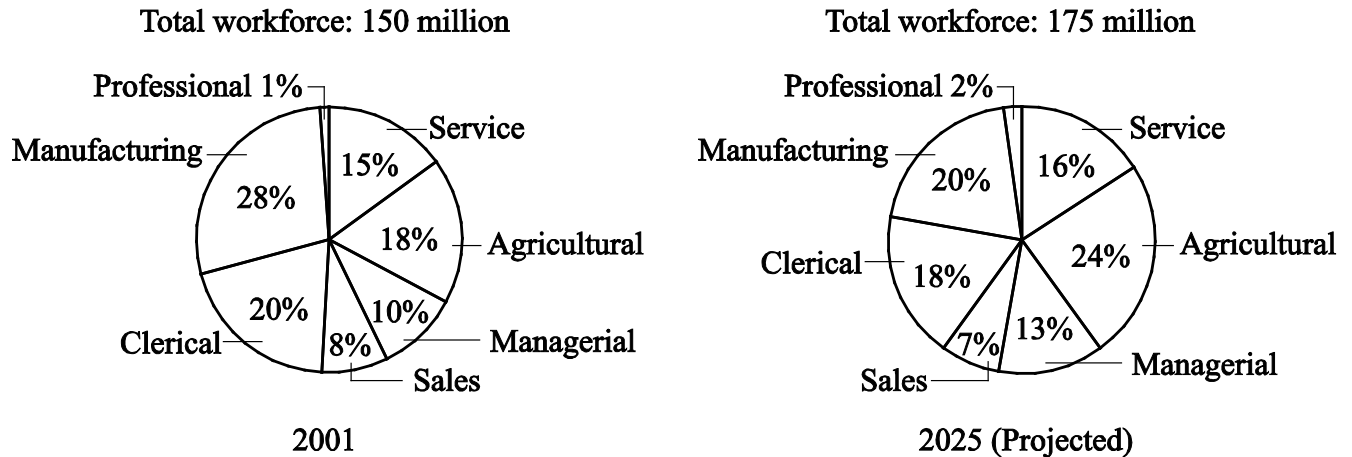 Total workforce: 150 million
Professional 1%
Service
Manufacturing
15%
28%
18%
Agricultural
20%
10%
Clerical
8%
Managerial
Sales
2001
Total workforce: 175 million
Professional 2%
Service
Manufacturing
16%
20%
Agricultural
24%
Clerical
18%
13%
7%
Managerial
Sales
2025 (Projected)